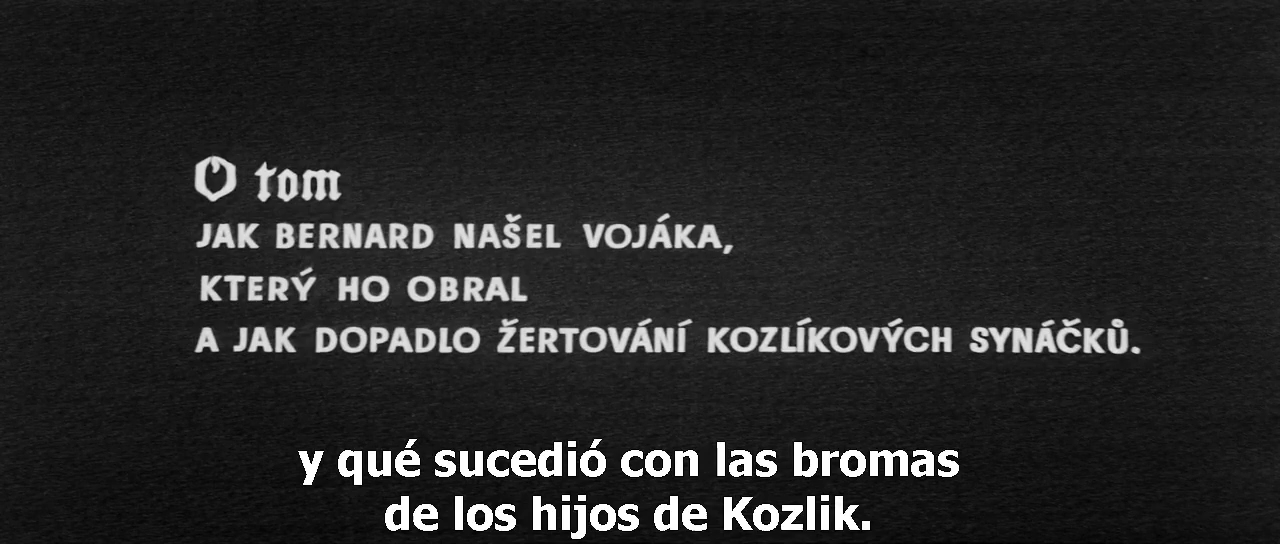 O tom
JAK BERNARD NAŠEL VOJÁKA,
KTERÝ HO OBRAL
A JAK DOPADLO ŽERTOVÁNÍ KOZLÍKOVÝCH SYNÁČKŮ.
y qué sucedió con las bromas
de los hijos de Kozlik.